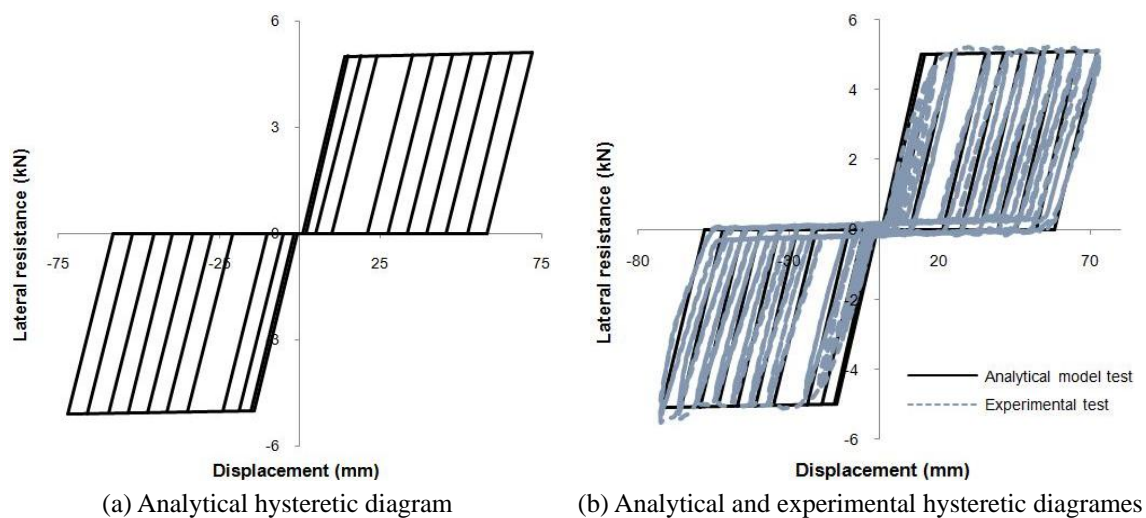 6
3
0
-3
-6
-75
-25
25
75
Lateral resistance (kN)
Displacement (mm)
(a) Analytical hysteretic diagram
6
4
2
0
-2
-4
-6
-80
-30
20
70
Lateral resistance (kN)
Displacement (mm)
Analytical model test
Experimental test
(b) Analytical and experimental hysteretic diagrames